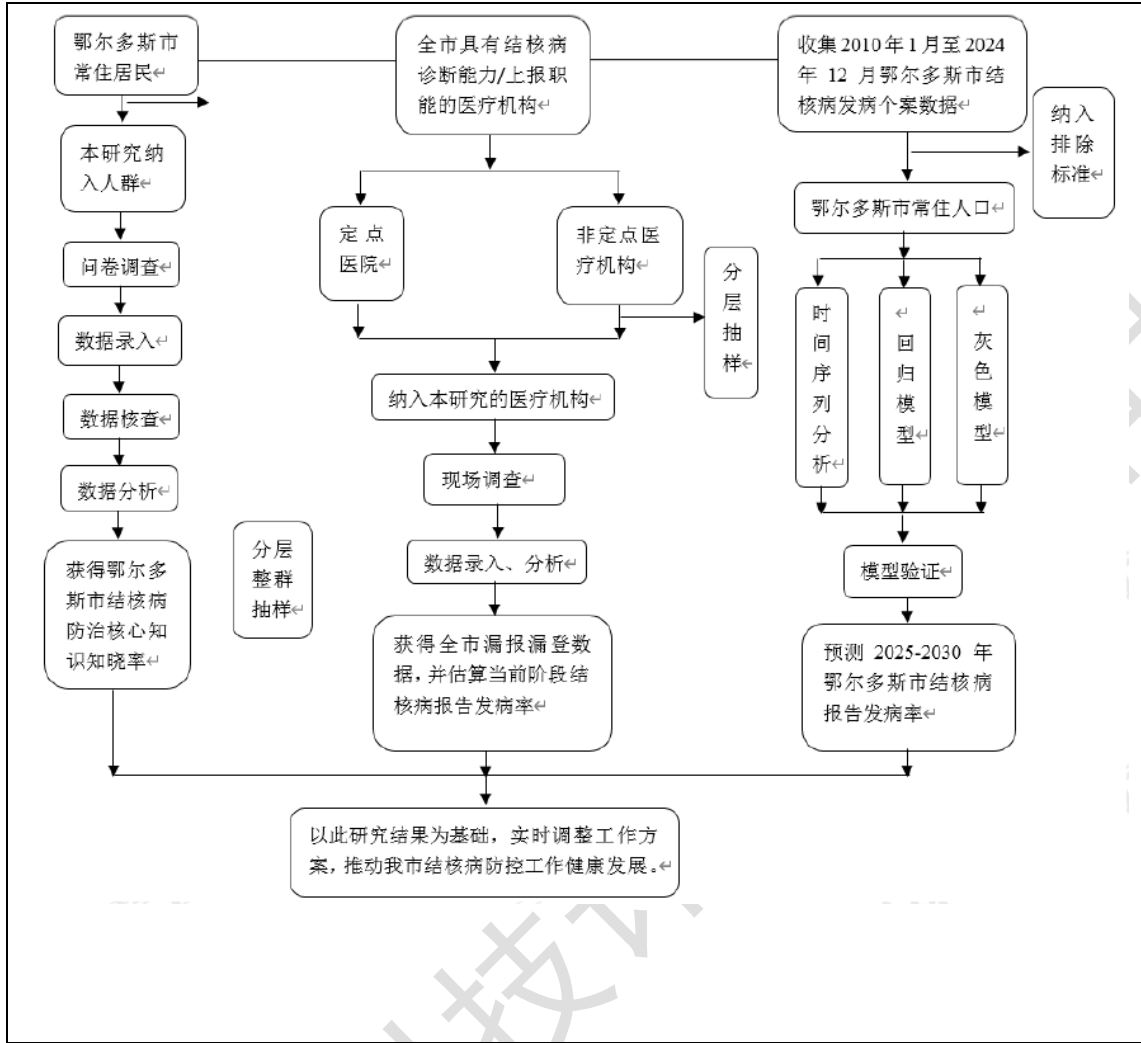 鄂尔多斯市
常住居民↵
全市具有结核病
诊断能力/上报职
能的医疗机构↵
收集 2010 年 1 月至 2024
年 12 月鄂尔多斯市结
核病发病个案数据↵
纳入
排除
标准↵
本研究纳
入人群↵
问卷调查↵
数据录入↵
数据核查↵
数据分析↵
获得鄂尔多
斯市结核病
防治核心知
识知晓率↵
分层
整群
抽样↵
定点
医院↵
非定点医
疗机构↵
分
层
抽
样↵
纳入本研究的医疗机构↵
现场调查↵
数据录入、分析↵
获得全市漏报漏登数
据，并估算当前阶段结
核病报告发病率↵
鄂尔多斯市常住人口↵
时
间
序
列
分
析↵
↵
回
归
模
型↵
↵
灰
色
模
型↵
模型验证↵
预测 2025-2030 年
鄂尔多斯市结核病
报告发病率↵
以此研究结果为基础，实时调整工作方
案，推动我市结核病防控工作健康发展。↵
科技